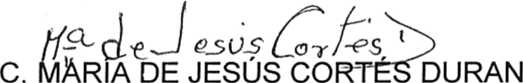 Ma de Jesús Cortés D
C. MARÍA DE JESÚS CORTÉS DURAN